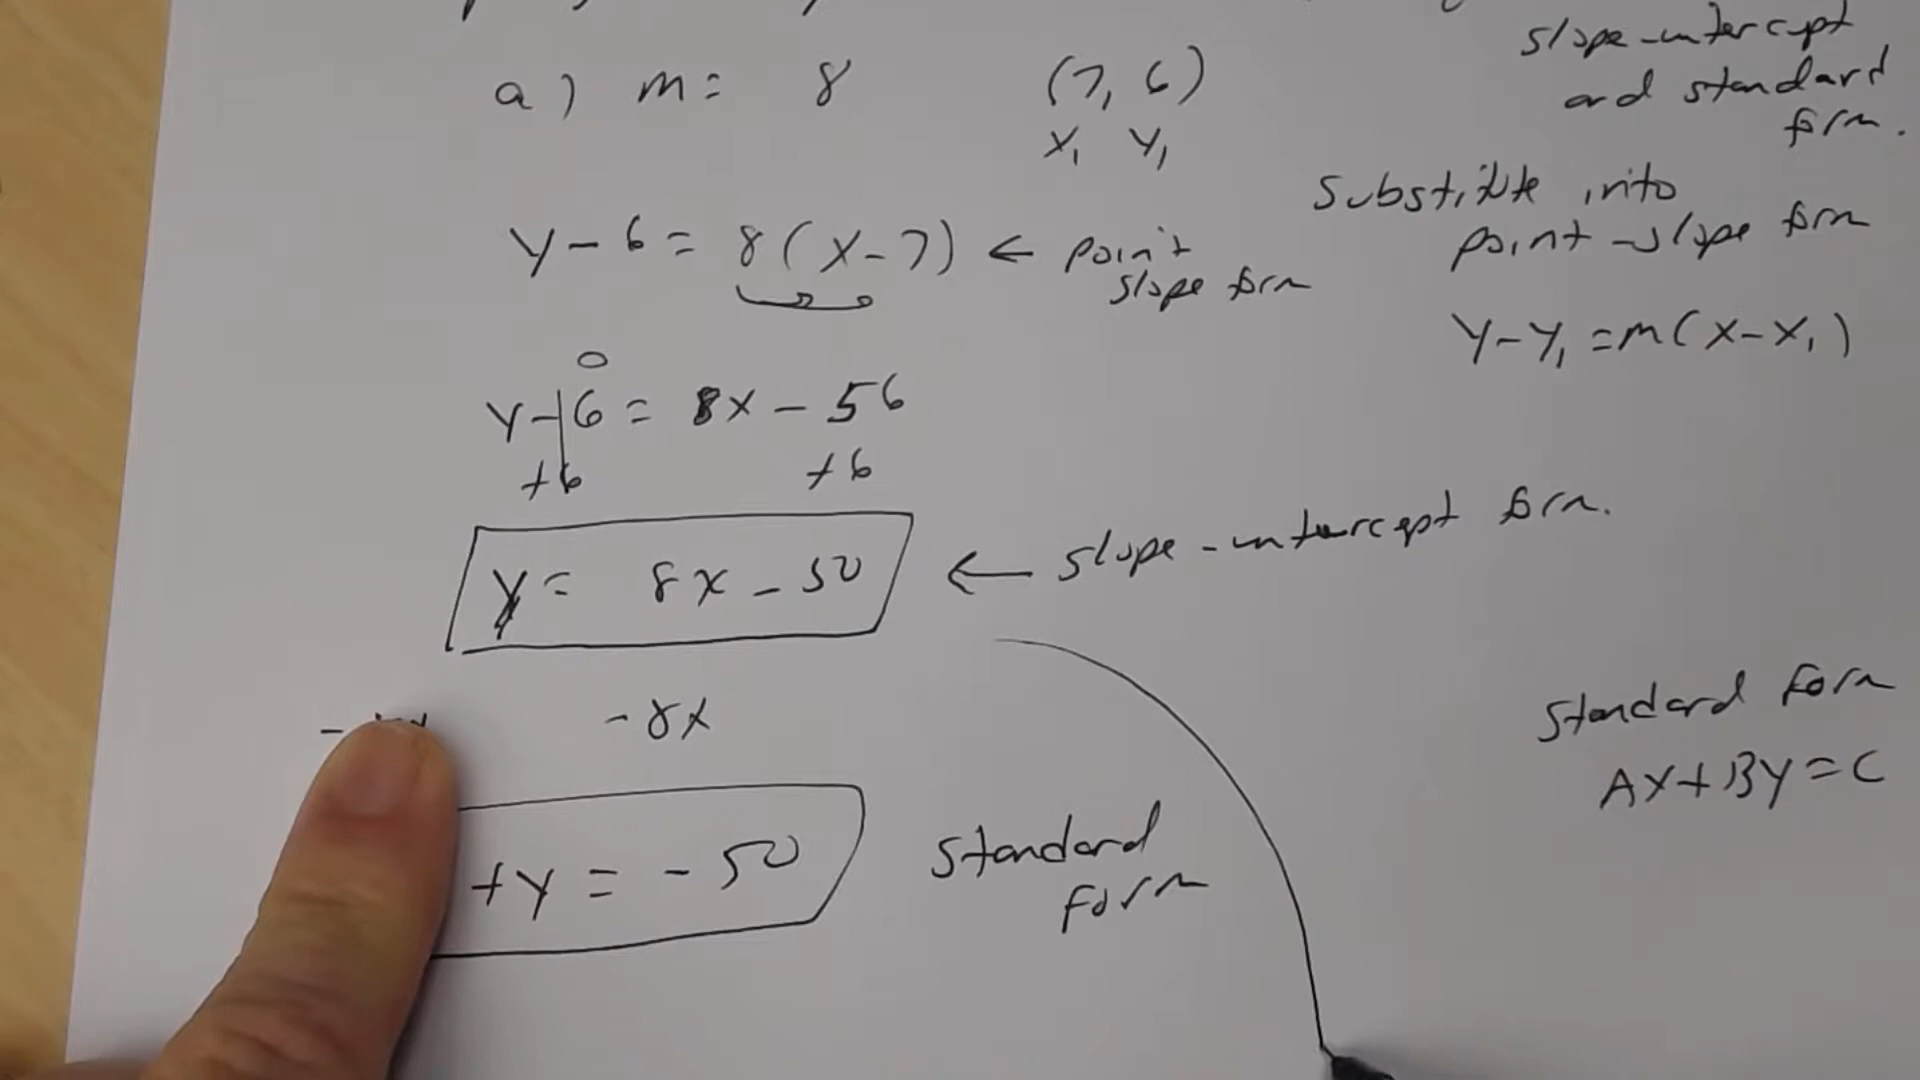 slope-intercept
and standard
form.
a) m= 8 (7, 6)
x₁ y₁
Substitute into
point-slope form
y-6=8(x-7) ← point
slope form
y-y₁=m(x-x₁)
0
y-6= 8x-56
+6 +6
y= 8x-50 ← slope-intercept form.
-8x
Standard Form
Ax+By=C
+y=-50 Standard
Form